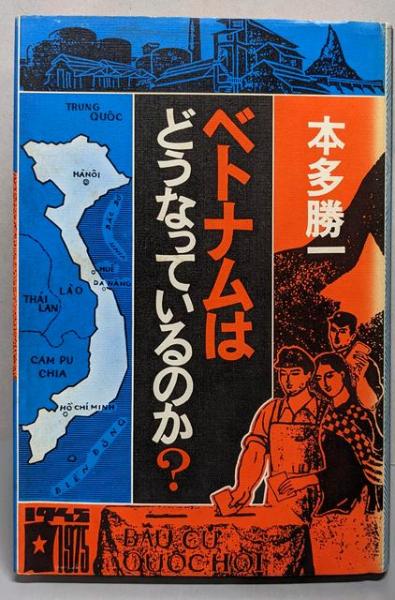 ベトナムは
どうなっているのか?
本多勝一
TRUNG
QUỐC
HÀNỘI
HUẾ
ĐA NẴNG
LÀO
THÁI
LAN
CAM PU
CHIA
HỒ CHÍ MINH
BIỂN ĐÔNG
1945
1975
BẦU CỬ
QUỐC HỘI